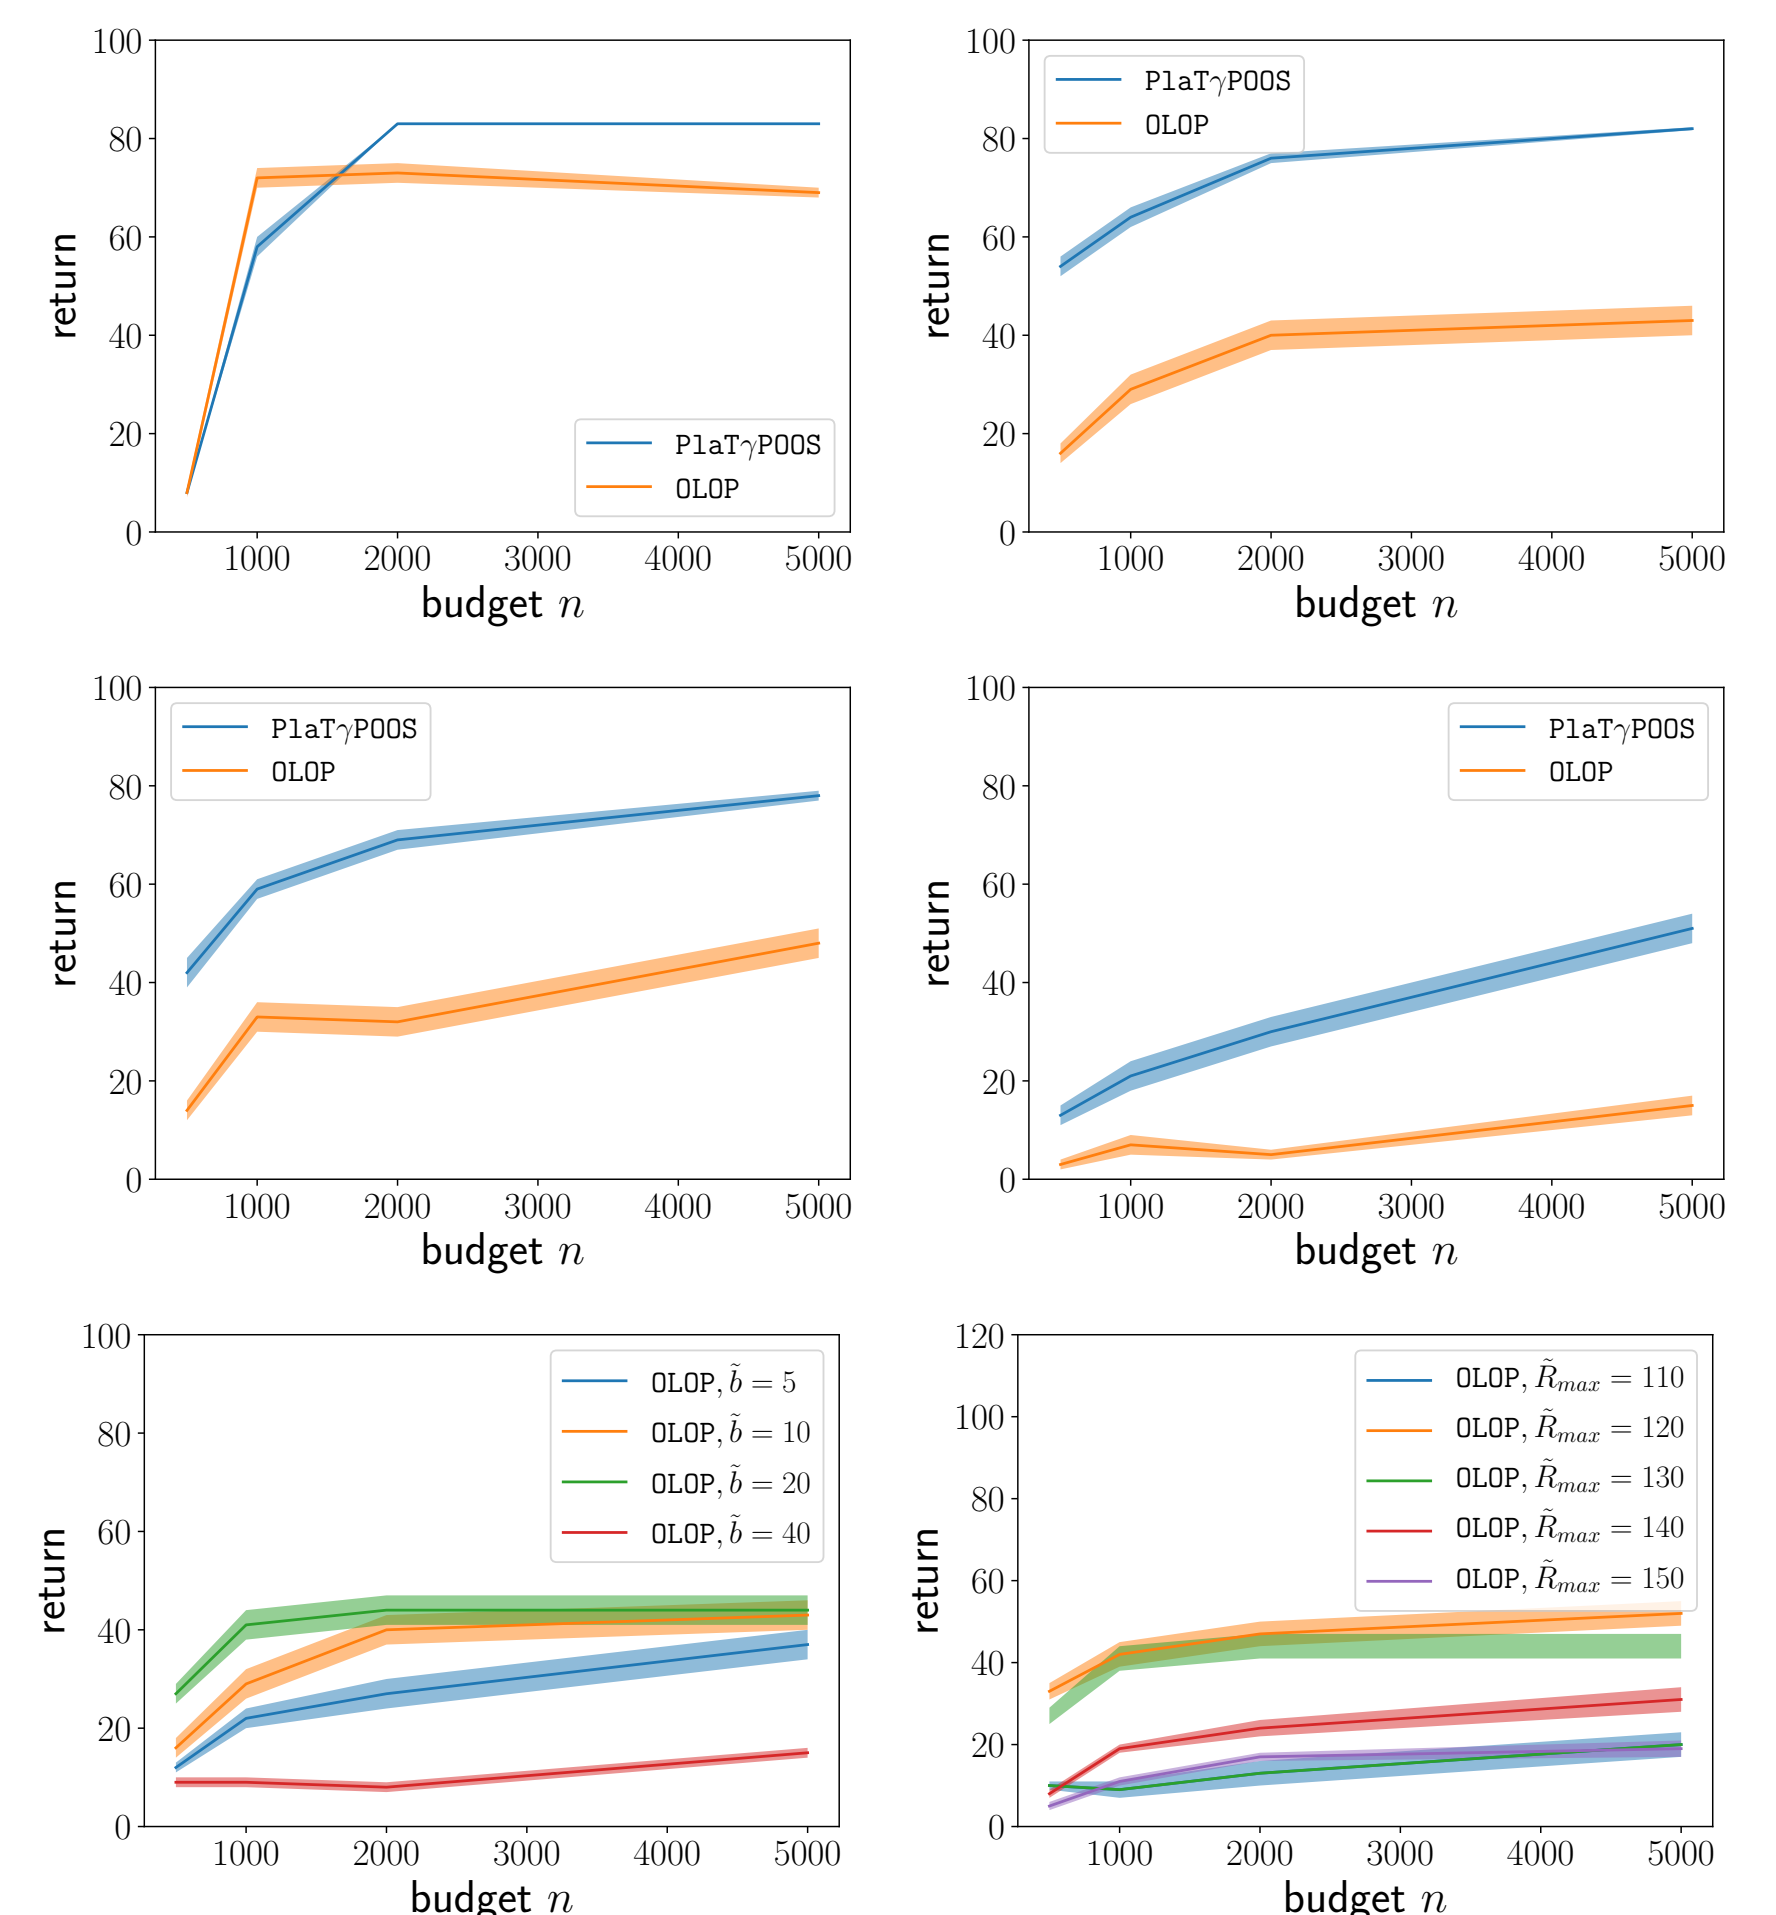 100
80
60
40
20
0
return
PlaTγPOOS
OLOP
1000 2000 3000 4000 5000
budget n
100
80
60
40
20
0
return
PlaTγPOOS
OLOP
1000 2000 3000 4000 5000
budget n
100
80
60
40
20
0
return
PlaTγPOOS
OLOP
1000 2000 3000 4000 5000
budget n
100
80
60
40
20
0
return
PlaTγPOOS
OLOP
1000 2000 3000 4000 5000
budget n
100
80
60
40
20
0
return
OLOP, b̃ = 5
OLOP, b̃ = 10
OLOP, b̃ = 20
OLOP, b̃ = 40
1000 2000 3000 4000 5000
budget n
120
100
80
60
40
20
0
return
OLOP, R̃max = 110
OLOP, R̃max = 120
OLOP, R̃max = 130
OLOP, R̃max = 140
OLOP, R̃max = 150
1000 2000 3000 4000 5000
budget n